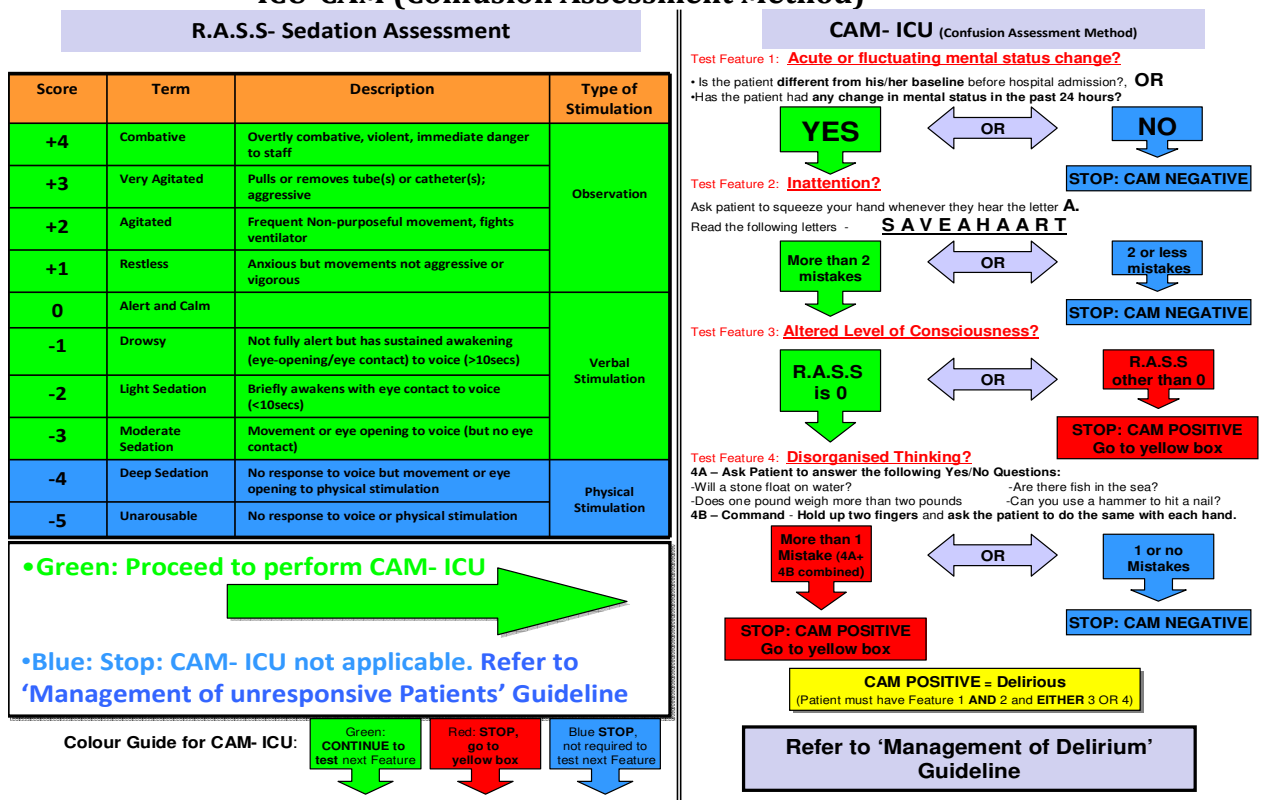 ICU-CAM (Confusion Assessment Method)
R.A.S.S- Sedation Assessment
Score Term Description Type of
Stimulation
+4 Combative Overtly combative, violent, immediate danger
to staff
+3 Very Agitated Pulls or removes tube(s) or catheter(s);
aggressive
Observation
+2 Agitated Frequent Non-purposeful movement, fights
ventilator
+1 Restless Anxious but movements not aggressive or
vigorous
0 Alert and Calm
-1 Drowsy Not fully alert but has sustained awakening
(eye-opening/eye contact) to voice (>10secs)
Verbal
Stimulation
-2 Light Sedation Briefly awakens with eye contact to voice
(<10secs)
-3 Moderate
Sedation
Movement or eye opening to voice (but no eye
contact)
-4 Deep Sedation No response to voice but movement or eye
opening to physical stimulation
Physical
Stimulation
-5 Unarousable No response to voice or physical stimulation
•Green: Proceed to perform CAM- ICU
•Blue: Stop: CAM- ICU not applicable. Refer to
‘Management of unresponsive Patients’ Guideline
Colour Guide for CAM- ICU:
Green:
CONTINUE to
test next Feature
Red: STOP,
go to
yellow box
Blue STOP,
not required to
test next Feature
CAM- ICU (Confusion Assessment Method)
Test Feature 1: Acute or fluctuating mental status change?
• Is the patient different from his/her baseline before hospital admission?, OR
•Has the patient had any change in mental status in the past 24 hours?
YES OR NO
STOP: CAM NEGATIVE
Test Feature 2: Inattention?
Ask patient to squeeze your hand whenever they hear the letter A.
Read the following letters - S A V E A H A A R T
More than 2
mistakes
OR
2 or less
mistakes
STOP: CAM NEGATIVE
Test Feature 3: Altered Level of Consciousness?
R.A.S.S
is 0
OR
R.A.S.S
other than 0
STOP: CAM POSITIVE
Go to yellow box
Test Feature 4: Disorganised Thinking?
4A – Ask Patient to answer the following Yes/No Questions:
-Will a stone float on water? -Are there fish in the sea?
-Does one pound weigh more than two pounds -Can you use a hammer to hit a nail?
4B – Command - Hold up two fingers and ask the patient to do the same with each hand.
More than 1
Mistake (4A+
4B combined)
OR
1 or no
Mistakes
STOP: CAM POSITIVE
Go to yellow box
STOP: CAM NEGATIVE
CAM POSITIVE = Delirious
(Patient must have Feature 1 AND 2 and EITHER 3 OR 4)
Refer to ‘Management of Delirium’
Guideline